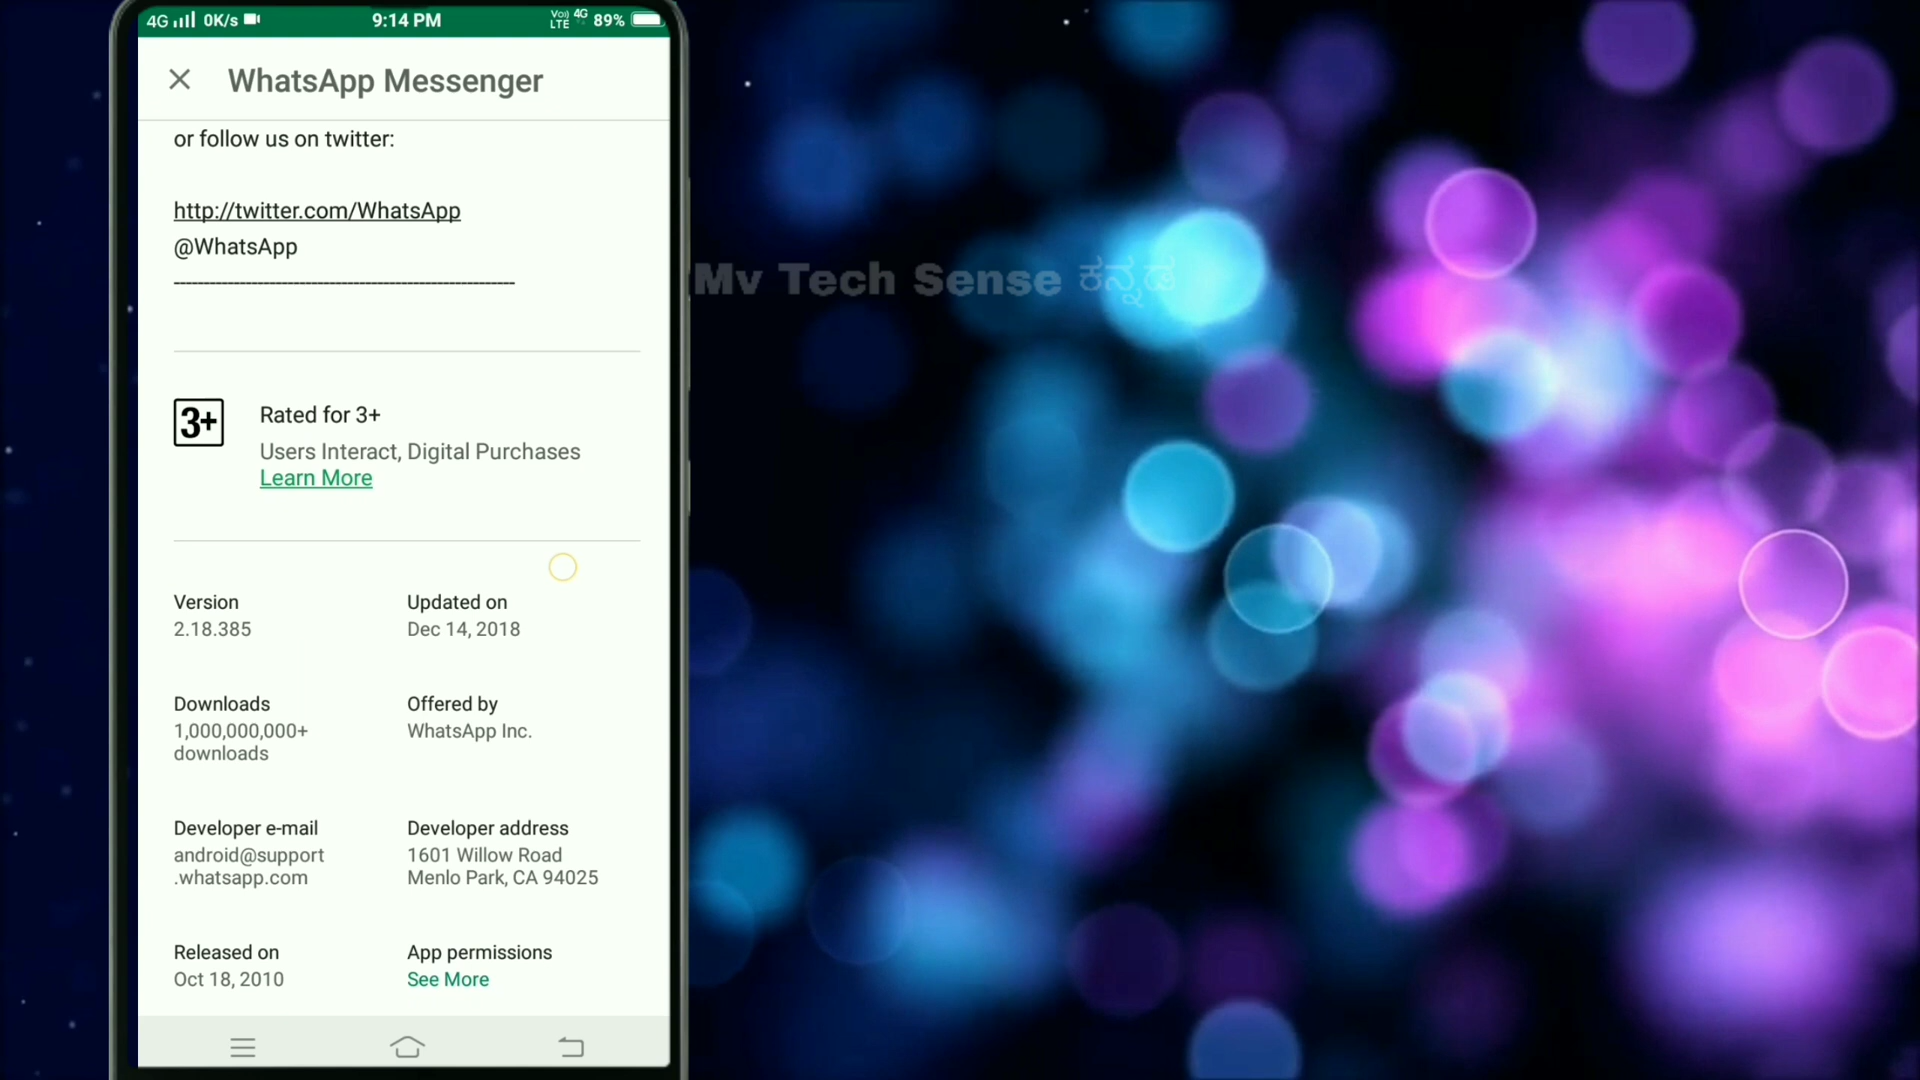 4G 0K/s 9:14 PM VoLTE 4G 89%
WhatsApp Messenger
or follow us on twitter:
http://twitter.com/WhatsApp
@WhatsApp
---------------------------------------------------------
Mv Tech Sense ಕನ್ನಡ
3+
Rated for 3+
Users Interact, Digital Purchases
Learn More
Version
2.18.385
Updated on
Dec 14, 2018
Downloads
1,000,000,000+
downloads
Offered by
WhatsApp Inc.
Developer e-mail
android@support
.whatsapp.com
Developer address
1601 Willow Road
Menlo Park, CA 94025
Released on
Oct 18, 2010
App permissions
See More